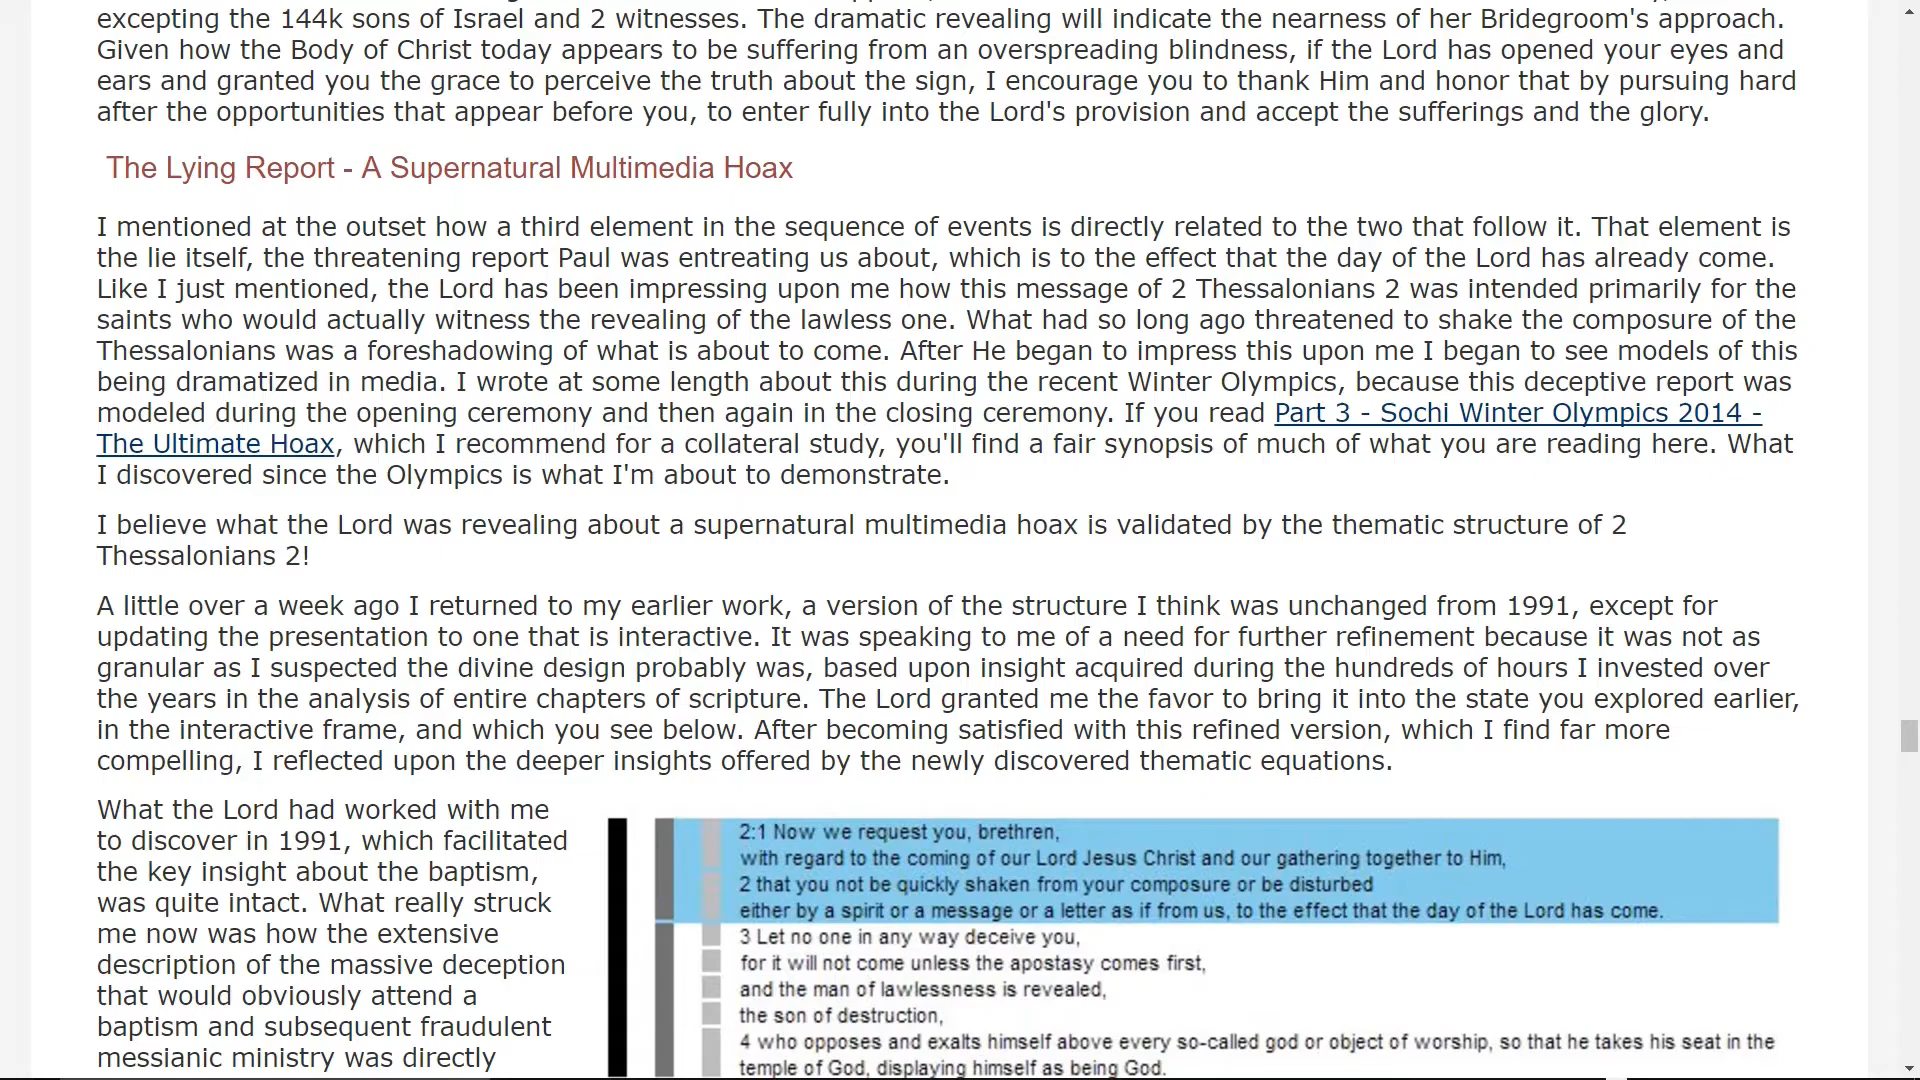 excepting the 144k sons of Israel and 2 witnesses. The dramatic revealing will indicate the nearness of her Bridegroom's approach.
Given how the Body of Christ today appears to be suffering from an overspreading blindness, if the Lord has opened your eyes and
ears and granted you the grace to perceive the truth about the sign, I encourage you to thank Him and honor that by pursuing hard
after the opportunities that appear before you, to enter fully into the Lord's provision and accept the sufferings and the glory.
The Lying Report - A Supernatural Multimedia Hoax
I mentioned at the outset how a third element in the sequence of events is directly related to the two that follow it. That element is
the lie itself, the threatening report Paul was entreating us about, which is to the effect that the day of the Lord has already come.
Like I just mentioned, the Lord has been impressing upon me how this message of 2 Thessalonians 2 was intended primarily for the
saints who would actually witness the revealing of the lawless one. What had so long ago threatened to shake the composure of the
Thessalonians was a foreshadowing of what is about to come. After He began to impress this upon me I began to see models of this
being dramatized in media. I wrote at some length about this during the recent Winter Olympics, because this deceptive report was
modeled during the opening ceremony and then again in the closing ceremony. If you read Part 3 - Sochi Winter Olympics 2014 -
The Ultimate Hoax, which I recommend for a collateral study, you'll find a fair synopsis of much of what you are reading here. What
I discovered since the Olympics is what I'm about to demonstrate.
I believe what the Lord was revealing about a supernatural multimedia hoax is validated by the thematic structure of 2
Thessalonians 2!
A little over a week ago I returned to my earlier work, a version of the structure I think was unchanged from 1991, except for
updating the presentation to one that is interactive. It was speaking to me of a need for further refinement because it was not as
granular as I suspected the divine design probably was, based upon insight acquired during the hundreds of hours I invested over
the years in the analysis of entire chapters of scripture. The Lord granted me the favor to bring it into the state you explored earlier,
in the interactive frame, and which you see below. After becoming satisfied with this refined version, which I find far more
compelling, I reflected upon the deeper insights offered by the newly discovered thematic equations.
What the Lord had worked with me
to discover in 1991, which facilitated
the key insight about the baptism,
was quite intact. What really struck
me now was how the extensive
description of the massive deception
that would obviously attend a
baptism and subsequent fraudulent
messianic ministry was directly
2:1 Now we request you, brethren,
with regard to the coming of our Lord Jesus Christ and our gathering together to Him,
2 that you not be quickly shaken from your composure or be disturbed
either by a spirit or a message or a letter as if from us, to the effect that the day of the Lord has come.
3 Let no one in any way deceive you,
for it will not come unless the apostasy comes first,
and the man of lawlessness is revealed,
the son of destruction,
4 who opposes and exalts himself above every so-called god or object of worship, so that he takes his seat in the
temple of God, displaying himself as being God.